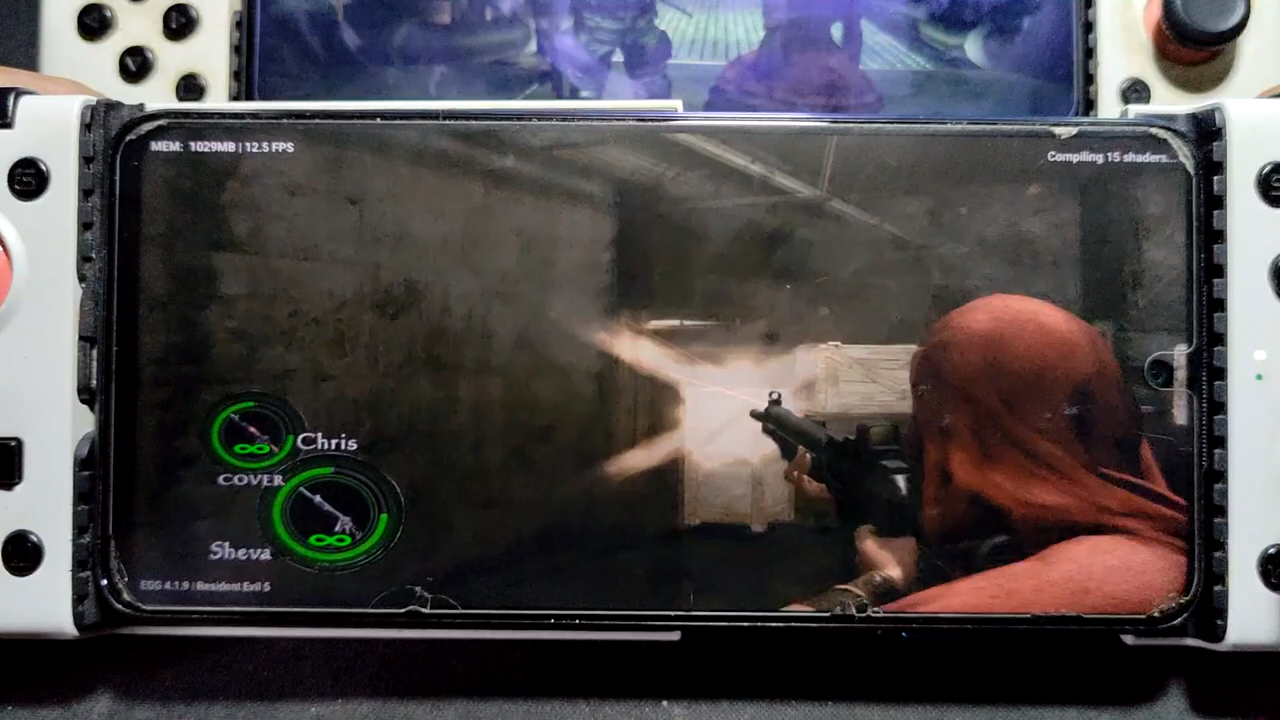 MEM: 1029MB | 12.5 FPS
Compiling 15 shaders...
Chris
COVER
Sheva
EGG 4.1.9 | Resident Evil 5